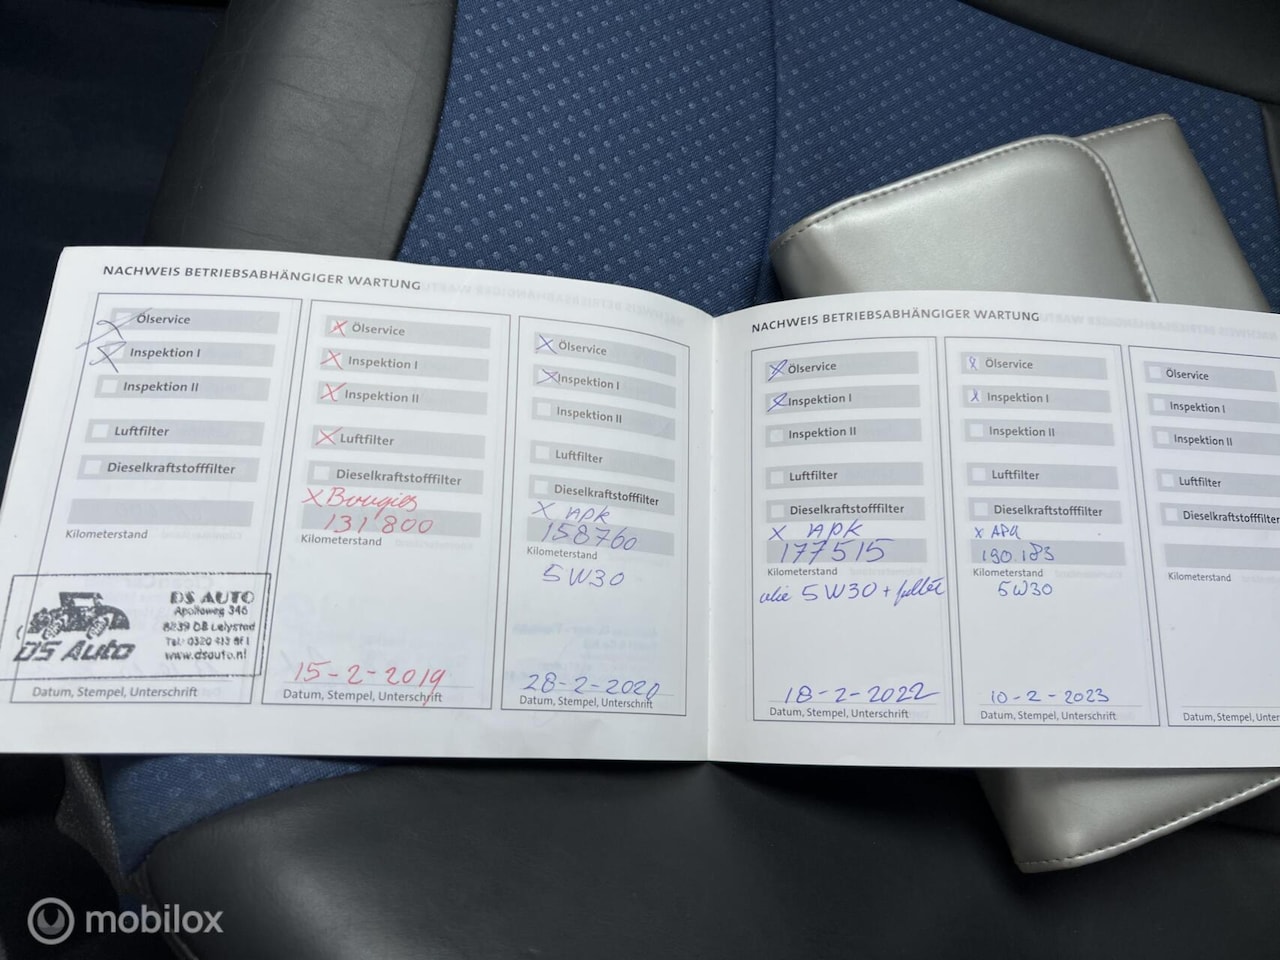 NACHWEIS BETRIEBSABHÄNGIGER WARTUNG
Ölservice
Inspektion I
Inspektion II
Luftfilter
Dieselkraftstofffilter
Kilometerstand
DS AUTO
Apolloweg 346
8239 DB Lelystad
www.dsauto.nl
DS Auto
Datum, Stempel, Unterschrift
X Ölservice
X Inspektion I
X Inspektion II
X Luftfilter
Dieselkraftstofffilter
X Bougies
131'800
Kilometerstand
15-2-2019
Datum, Stempel, Unterschrift
X Ölservice
X Inspektion I
Inspektion II
Luftfilter
Dieselkraftstofffilter
X APK
158760
Kilometerstand
5W30
28-2-2020
Datum, Stempel, Unterschrift
NACHWEIS BETRIEBSABHÄNGIGER WARTUNG
X Ölservice
X Inspektion I
Inspektion II
Luftfilter
Dieselkraftstofffilter
X APK
177515
Kilometerstand
olie 5W30 + filter
18-2-2022
Datum, Stempel, Unterschrift
Ölservice
Inspektion I
Inspektion II
Luftfilter
Dieselkraftstofffilter
X APK
190.183
Kilometerstand
5W30
10-2-2023
Datum, Stempel, Unterschrift
Ölservice
Inspektion I
Inspektion II
Luftfilter
Dieselkraftstofffilter
Kilometerstand
Datum, Stempel, Unter
mobilox